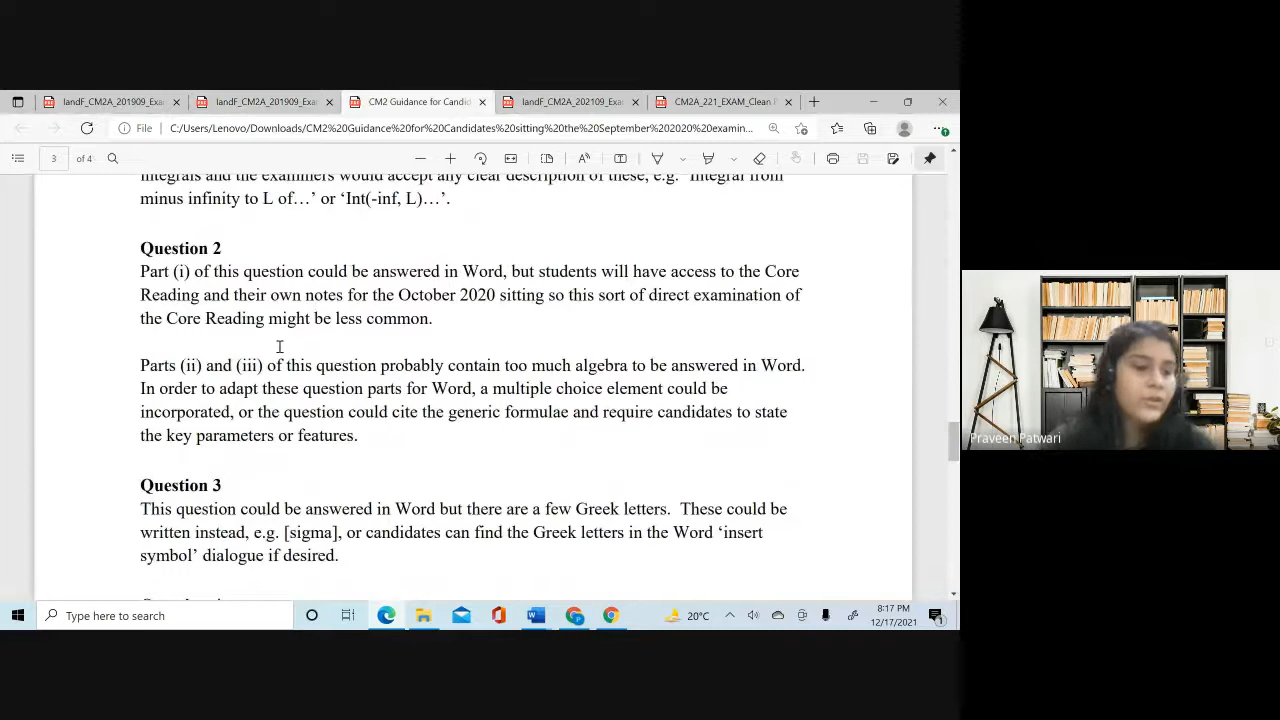 landF_CM2A_201909_Exa
landF_CM2A_201909_Exa
CM2 Guidance for Candid
landF_CM2A_202109_Exa
CM2A_221_EXAM_Clean P
File
C:/Users/Lenovo/Downloads/CM2%20Guidance%20for%20Candidates%20sitting%20the%20September%202020%20examin...
3
of 4
integrals and the examiners would accept any clear description of these, e.g. 'Integral from
minus infinity to L of…' or 'Int(-inf, L)…'.
Question 2
Part (i) of this question could be answered in Word, but students will have access to the Core
Reading and their own notes for the October 2020 sitting so this sort of direct examination of
the Core Reading might be less common.
Parts (ii) and (iii) of this question probably contain too much algebra to be answered in Word.
In order to adapt these question parts for Word, a multiple choice element could be
incorporated, or the question could cite the generic formulae and require candidates to state
the key parameters or features.
Question 3
This question could be answered in Word but there are a few Greek letters. These could be
written instead, e.g. [sigma], or candidates can find the Greek letters in the Word 'insert
symbol' dialogue if desired.
Praveen Patwari
Type here to search
20°C
8:17 PM
12/17/2021